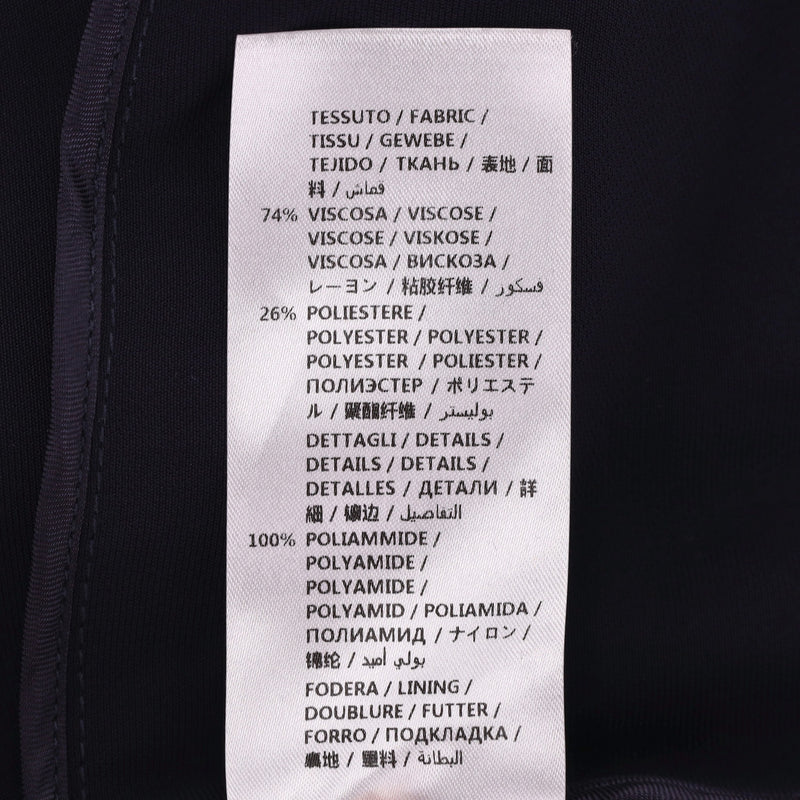 TESSUTO / FABRIC /
TISSU / GEWEBE /
TEJIDO / ТКАНЬ / 表地 / 面
料 / قماش
74% VISCOSA / VISCOSE /
VISCOSE / VISKOSE /
VISCOSA / ВИСКОЗА /
レーヨン / 粘胶纤维 / فسكور
26% POLIESTERE /
POLYESTER / POLYESTER /
POLYESTER / POLIESTER /
ПОЛИЭСТЕР / ポリエステ
ル / 聚酯纤维 / بوليستر
DETTAGLI / DETAILS /
DETAILS / DETAILS /
DETALLES / ДЕТАЛИ / 詳
細 / 镶边 / التفاصيل
100% POLIAMMIDE /
POLYAMIDE /
POLYAMIDE /
POLYAMID / POLIAMIDA /
ПОЛИАМИД / ナイロン /
锦纶 / بولي أميد
FODERA / LINING /
DOUBLURE / FUTTER /
FORRO / ПОДКЛАДКА /
裏地 / 里料 / البطانة